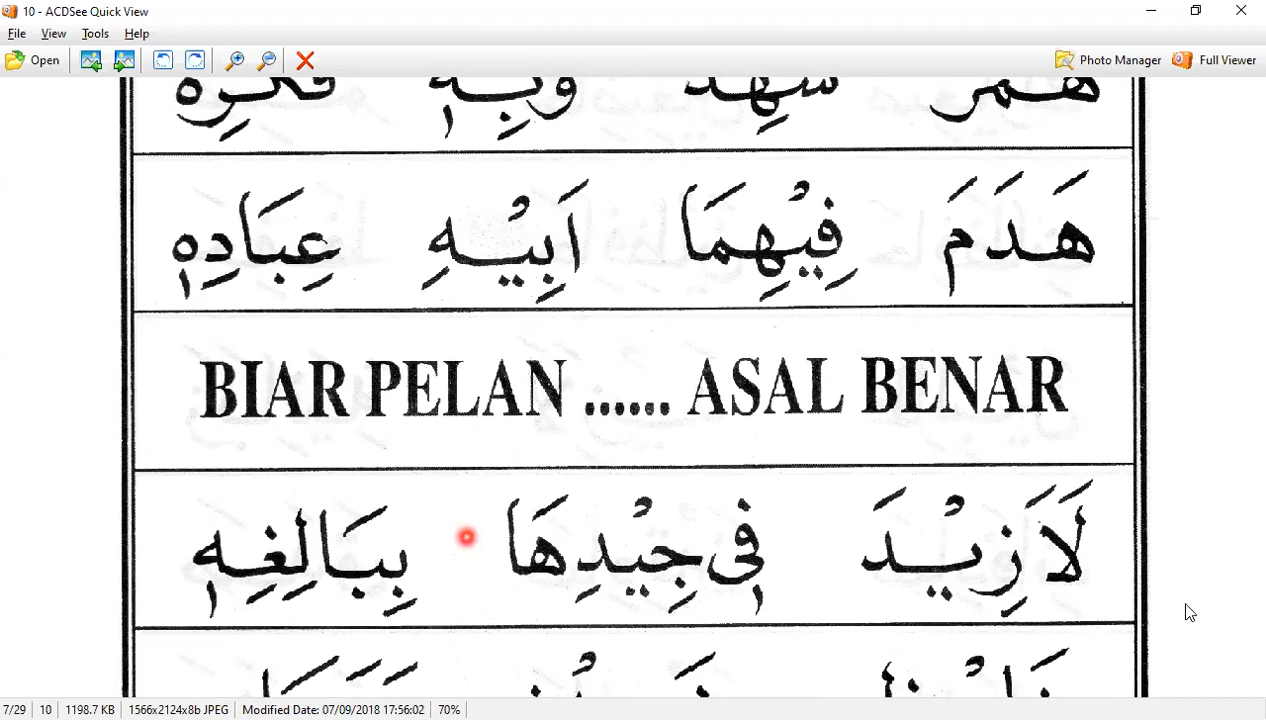 10 - ACDSee Quick View
File View Tools Help
Open Photo Manager Full Viewer
هَدَمَ فِيْهِمَا اَبِيْهِ عِبَادِهٖ
BIAR PELAN ...... ASAL BENAR
لَازِيْدَ فِٖى جِيْدِهَا بِبَالِغِهٖ
7/29 10 1198.7 KB 1566x2124x8b JPEG Modified Date: 07/09/2018 17:56:02 70%